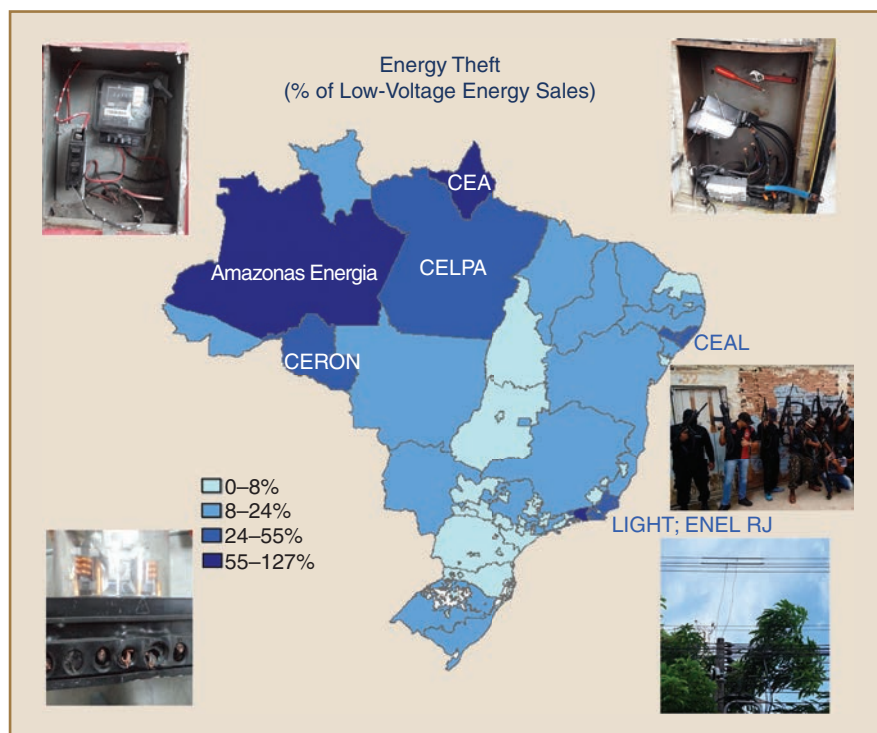 Energy Theft
(% of Low-Voltage Energy Sales)
CEA
Amazonas Energia
CELPA
CEAL
CERON
0–8%
8–24%
24–55%
55–127%
LIGHT; ENEL RJ